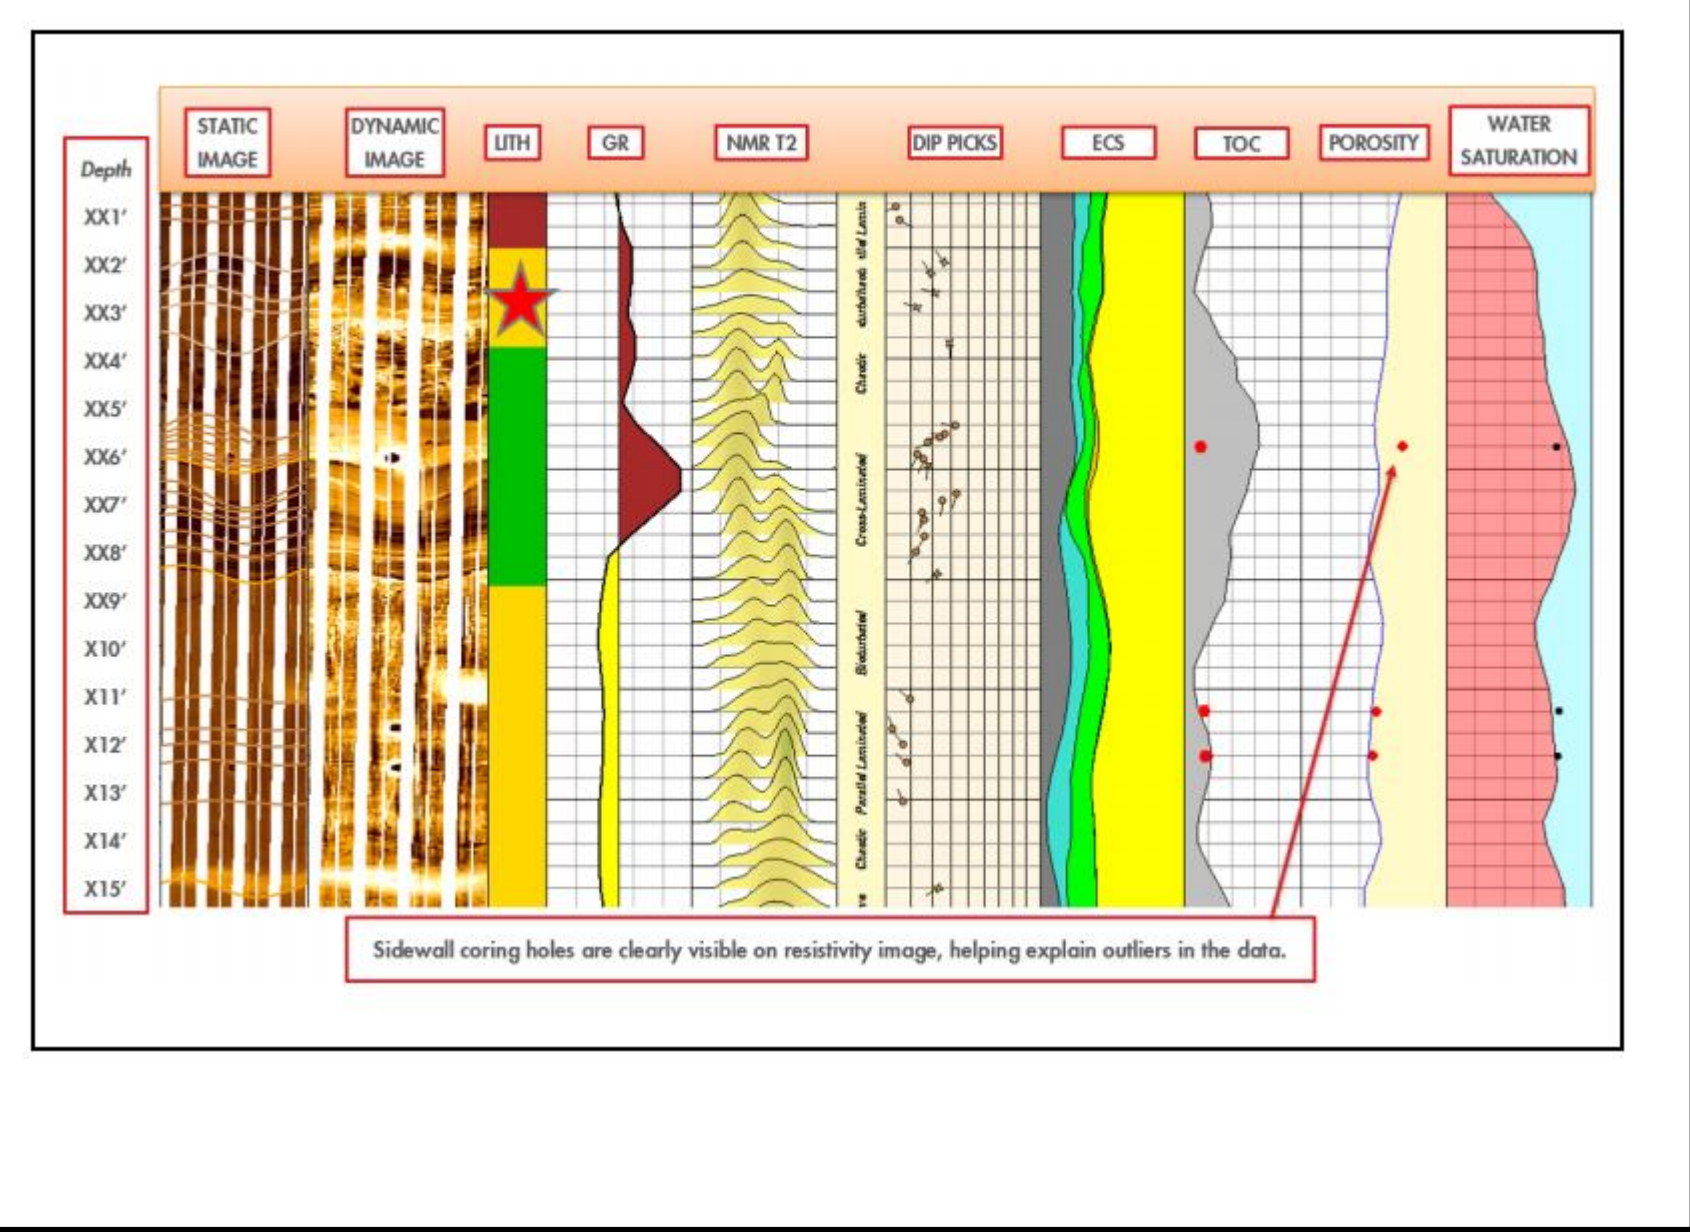 STATIC
IMAGE
DYNAMIC
IMAGE
LITH
GR
NMR T2
DIP PICKS
ECS
TOC
POROSITY
WATER
SATURATION
Depth
XX1'
XX2'
XX3'
XX4'
XX5'
XX6'
XX7'
XX8'
XX9'
X10'
X11'
X12'
X13'
X14'
X15'
Chaotic
Cross-Laminated
Bioturbated
Parallel Laminated
Chaotic
Sidewall coring holes are clearly visible on resistivity image, helping explain outliers in the data.